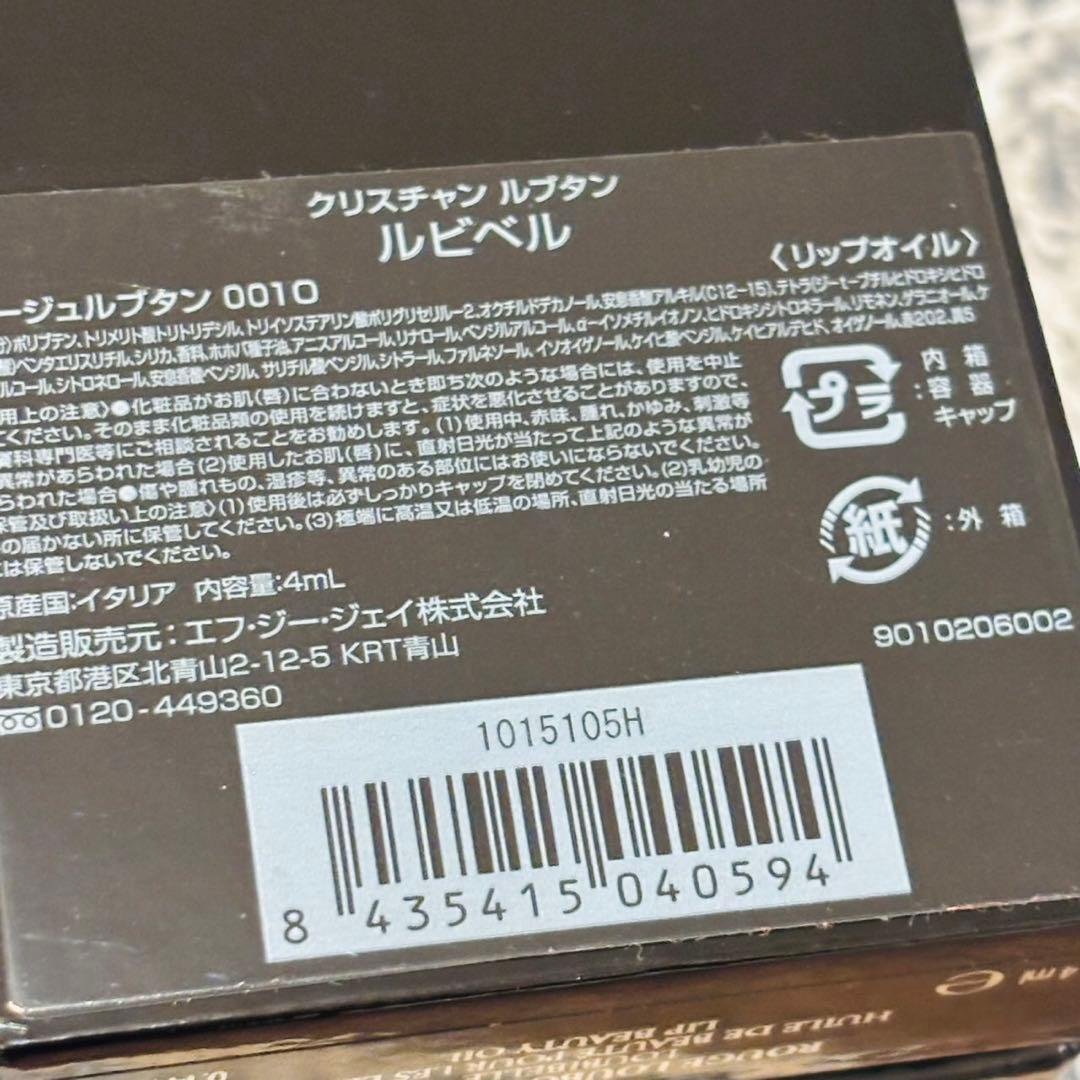 クリスチャン ルブタン
ルビベル
〈リップオイル〉
ージュルブタン 001O
ポリブテン、トリメリト酸トリトリデシル、トリイソステアリン酸ポリグリセリル-2、オクチルドデカノール、安息香酸アルキル(C12-15)、テトラ(ジ-t-ブチルヒドロキシヒドロ
ペンタエリスリチル、シリカ、香料、ホホバ種子油、アニスアルコール、リナロール、ベンジルアルコール、α-イソメチルイオノン、ヒドロキシシトロネラール、リモネン、ゲラニオール、ケ
ルコール、シトロネロール、安息香酸ベンジル、サリチル酸ベンジル、シトラール、ファルネソール、イソオイゲノール、ケイヒ酸ベンジル、ケイヒアルデヒド、オイゲノール、赤202、黄5
用上の注意〉●化粧品がお肌(唇)に合わないとき即ち次のような場合には、使用を中止
てください。そのまま化粧品類の使用を続けますと、症状を悪化させることがありますので、
膚科専門医等にご相談されることをお勧めします。(1)使用中、赤味、腫れ、かゆみ、刺激等
異常があらわれた場合(2)使用したお肌(唇)に、直射日光が当たって上記のような異常が
らわれた場合●傷や腫れもの、湿疹等、異常のある部位にはお使いにならないでください。
保管及び取扱い上の注意〉(1)使用後は必ずしっかりキャップを閉めてください。(2)乳幼児の
の届かない所に保管してください。(3)極端に高温又は低温の場所、直射日光の当たる場所
は保管しないでください。
プラ
:内箱
容器
キャップ
紙
:外箱
原産国:イタリア 内容量:4mL
製造販売元:エフ・ジー・ジェイ株式会社
東京都港区北青山2-12-5 KRT青山
0120-449360
9010206002
1015105H
8 435415 040594
4 ml e
HUILE DE
BEAUTÉ POUR
LIP BEAUTY OIL